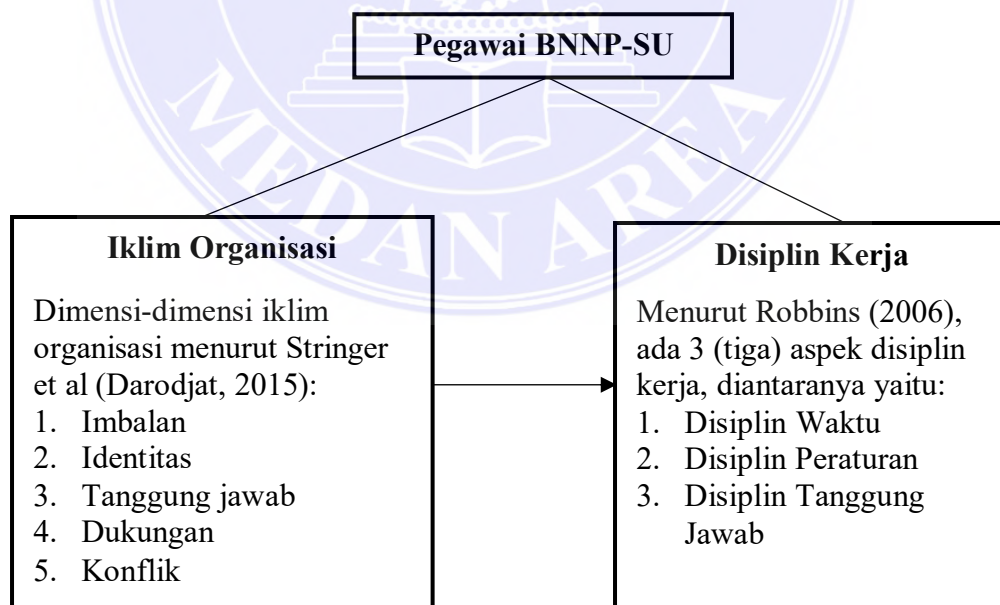 Pegawai BNNP-SU
MEDAN AREA
Iklim Organisasi
Dimensi-dimensi iklim
organisasi menurut Stringer
et al (Darodjat, 2015):
1. Imbalan
2. Identitas
3. Tanggung jawab
4. Dukungan
5. Konflik
Disiplin Kerja
Menurut Robbins (2006),
ada 3 (tiga) aspek disiplin
kerja, diantaranya yaitu:
1. Disiplin Waktu
2. Disiplin Peraturan
3. Disiplin Tanggung
Jawab